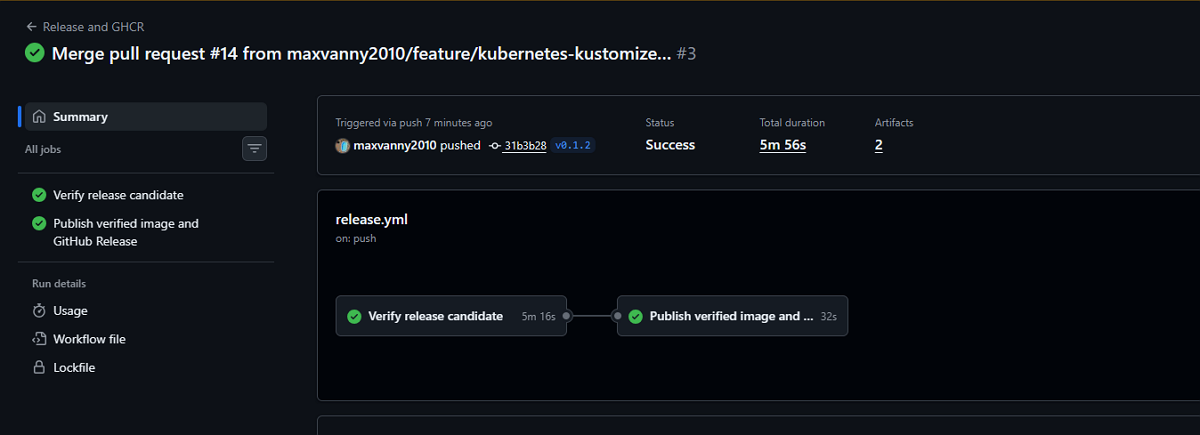 Release and GHCR
Merge pull request #14 from maxvanny2010/feature/kubernetes-kustomize... #3
Summary
All jobs
Verify release candidate
Publish verified image and
GitHub Release
Run details
Usage
Workflow file
Lockfile
Triggered via push 7 minutes ago
maxvanny2010 pushed 31b3b28 v0.1.2
Status
Success
Total duration
5m 56s
Artifacts
2
release.yml
on: push
Verify release candidate 5m 16s
Publish verified image and ... 32s